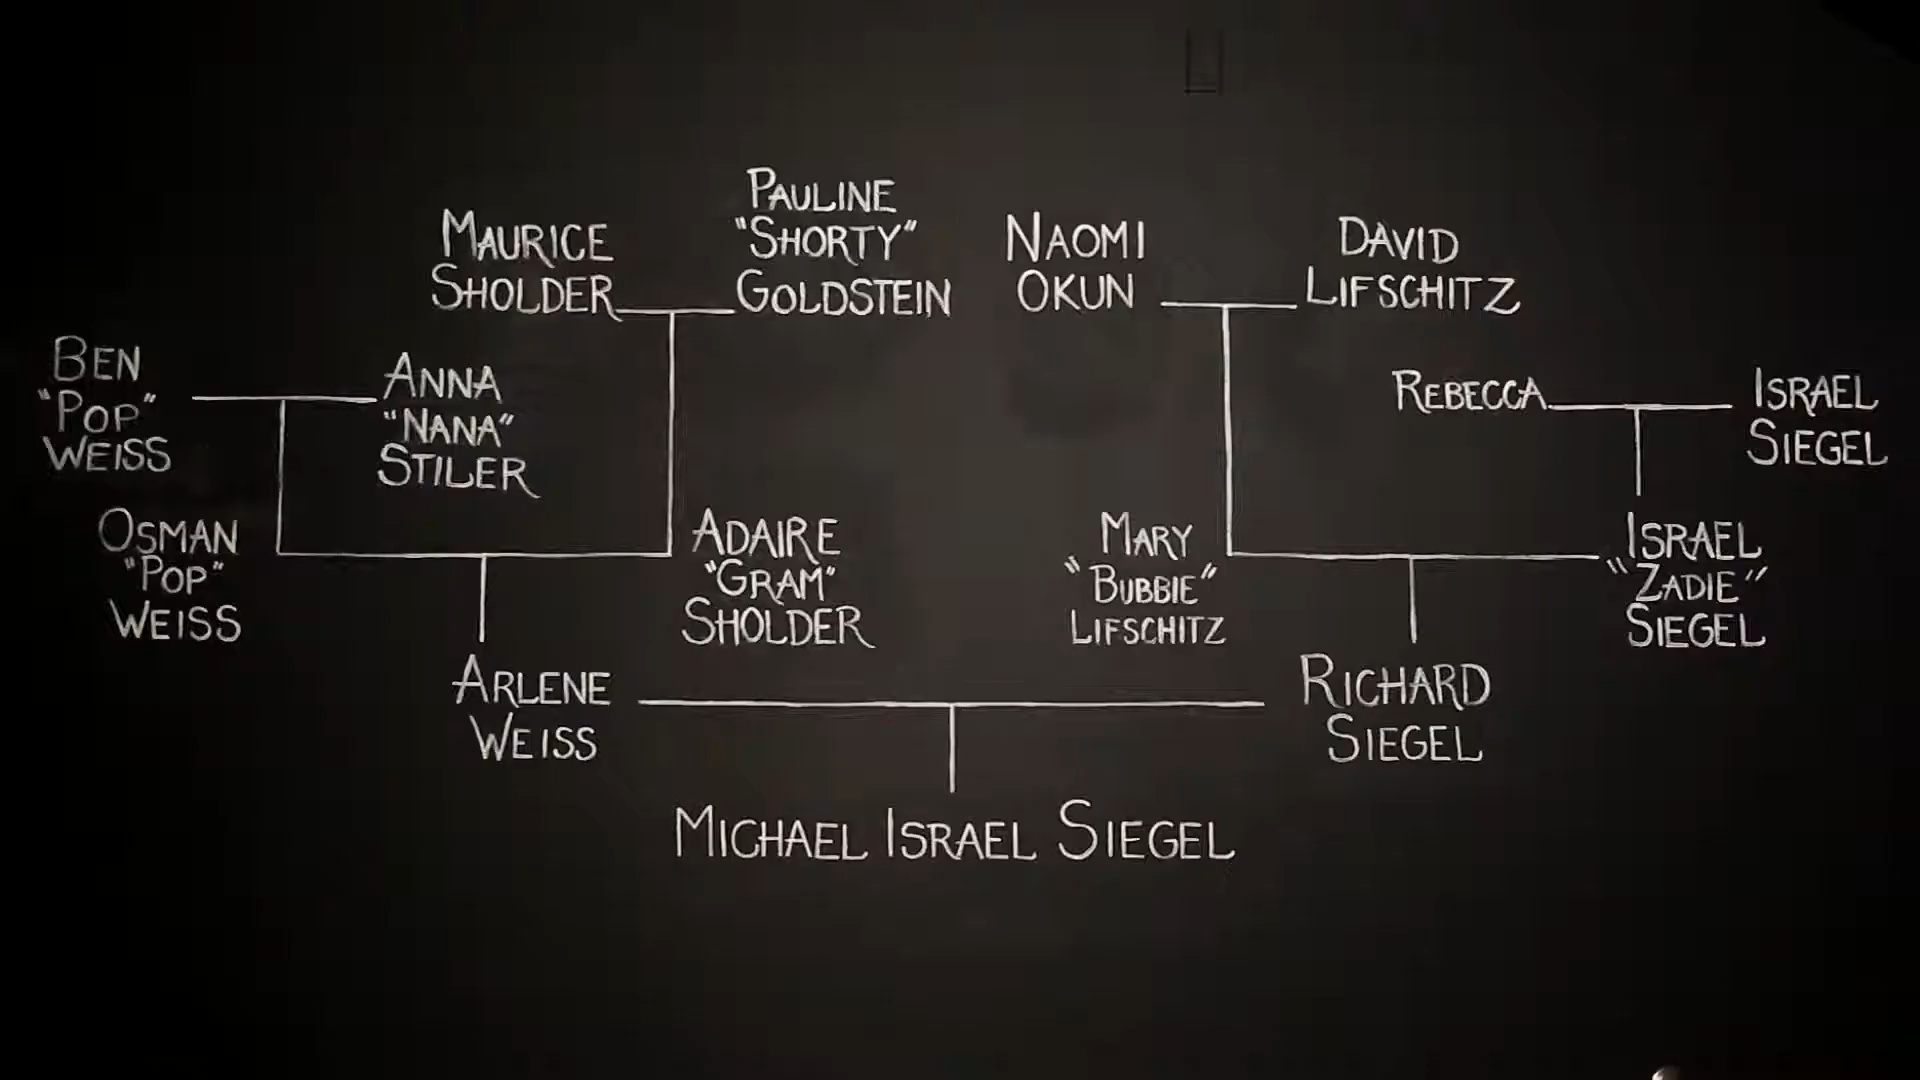 PAULINE
"SHORTY"
GOLDSTEIN
MAURICE
SHOLDER
NAOMI
OKUN
DAVID
LIFSCHITZ
BEN
"POP"
WEISS
ANNA
"NANA"
STILER
REBECCA
ISRAEL
SIEGEL
OSMAN
"POP"
WEISS
ADAIRE
"GRAM"
SHOLDER
MARY
"BUBBIE"
LIFSCHITZ
ISRAEL
"ZADIE"
SIEGEL
ARLENE
WEISS
RICHARD
SIEGEL
MICHAEL ISRAEL SIEGEL